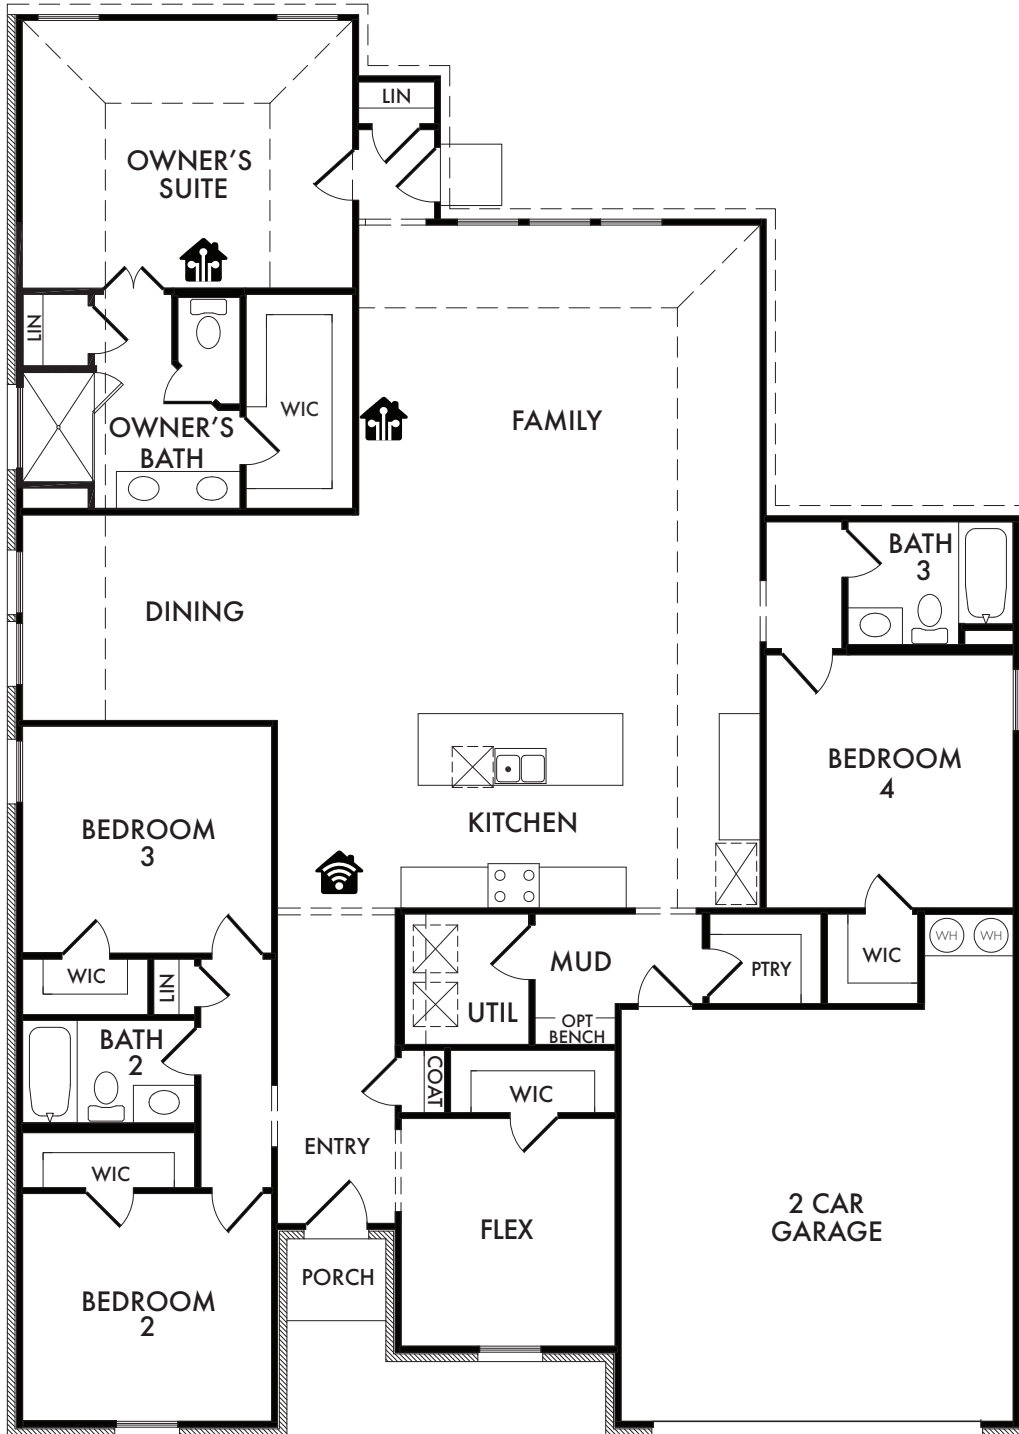 LIN
OWNER'S
SUITE
LIN
WIC
OWNER'S
BATH
FAMILY
BATH
3
DINING
BEDROOM
4
KITCHEN
BEDROOM
3
WH
WH
WIC
MUD
PTRY
WIC
LIN
UTIL
OPT
BENCH
BATH
2
COAT
WIC
ENTRY
WIC
2 CAR
GARAGE
FLEX
PORCH
BEDROOM
2